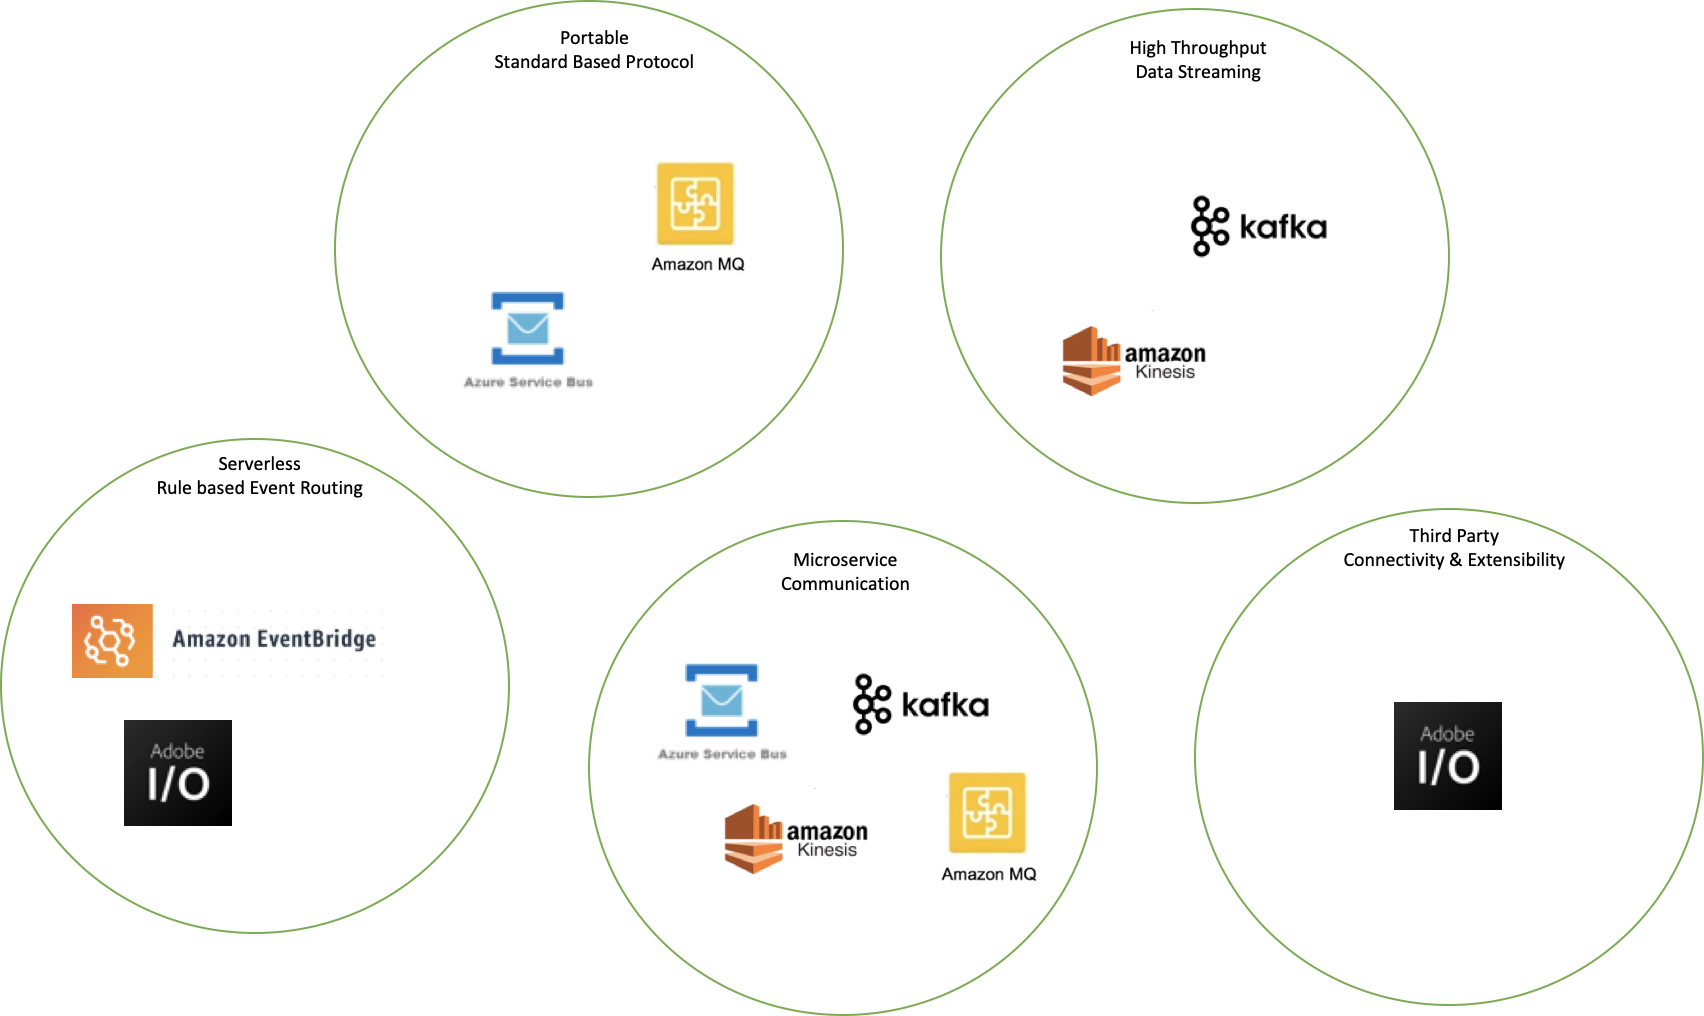 Portable
Standard Based Protocol
Amazon MQ
Azure Service Bus
High Throughput
Data Streaming
kafka
amazon
Kinesis
Serverless
Rule based Event Routing
Amazon EventBridge
Adobe
I/O
Microservice
Communication
Azure Service Bus
kafka
amazon
Kinesis
Amazon MQ
Third Party
Connectivity & Extensibility
Adobe
I/O